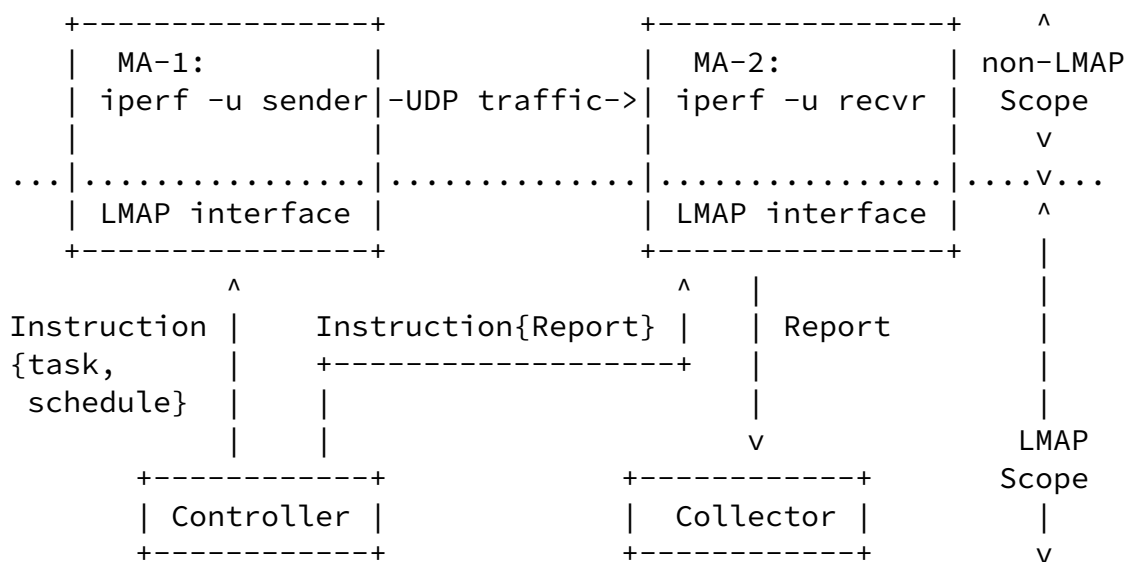 +----------------+                  +----------------+    ^
|  MA-1:         |                  |  MA-2:         | non-LMAP
| iperf -u sender|-UDP traffic->| iperf -u recvr |  Scope
|                |              |                |    v
...|................|..............|................|....v...
| LMAP interface |              | LMAP interface |    ^
+----------------+              +----------------+    |
^                                ^   |                |
Instruction |    Instruction{Report} |   | Report         |
{task,      |    +-------------------+   |                |
schedule}  |    |                       |                |
|    |                       v              LMAP
+------------+             +------------+      Scope
| Controller |             |  Collector |        |
+------------+             +------------+        v